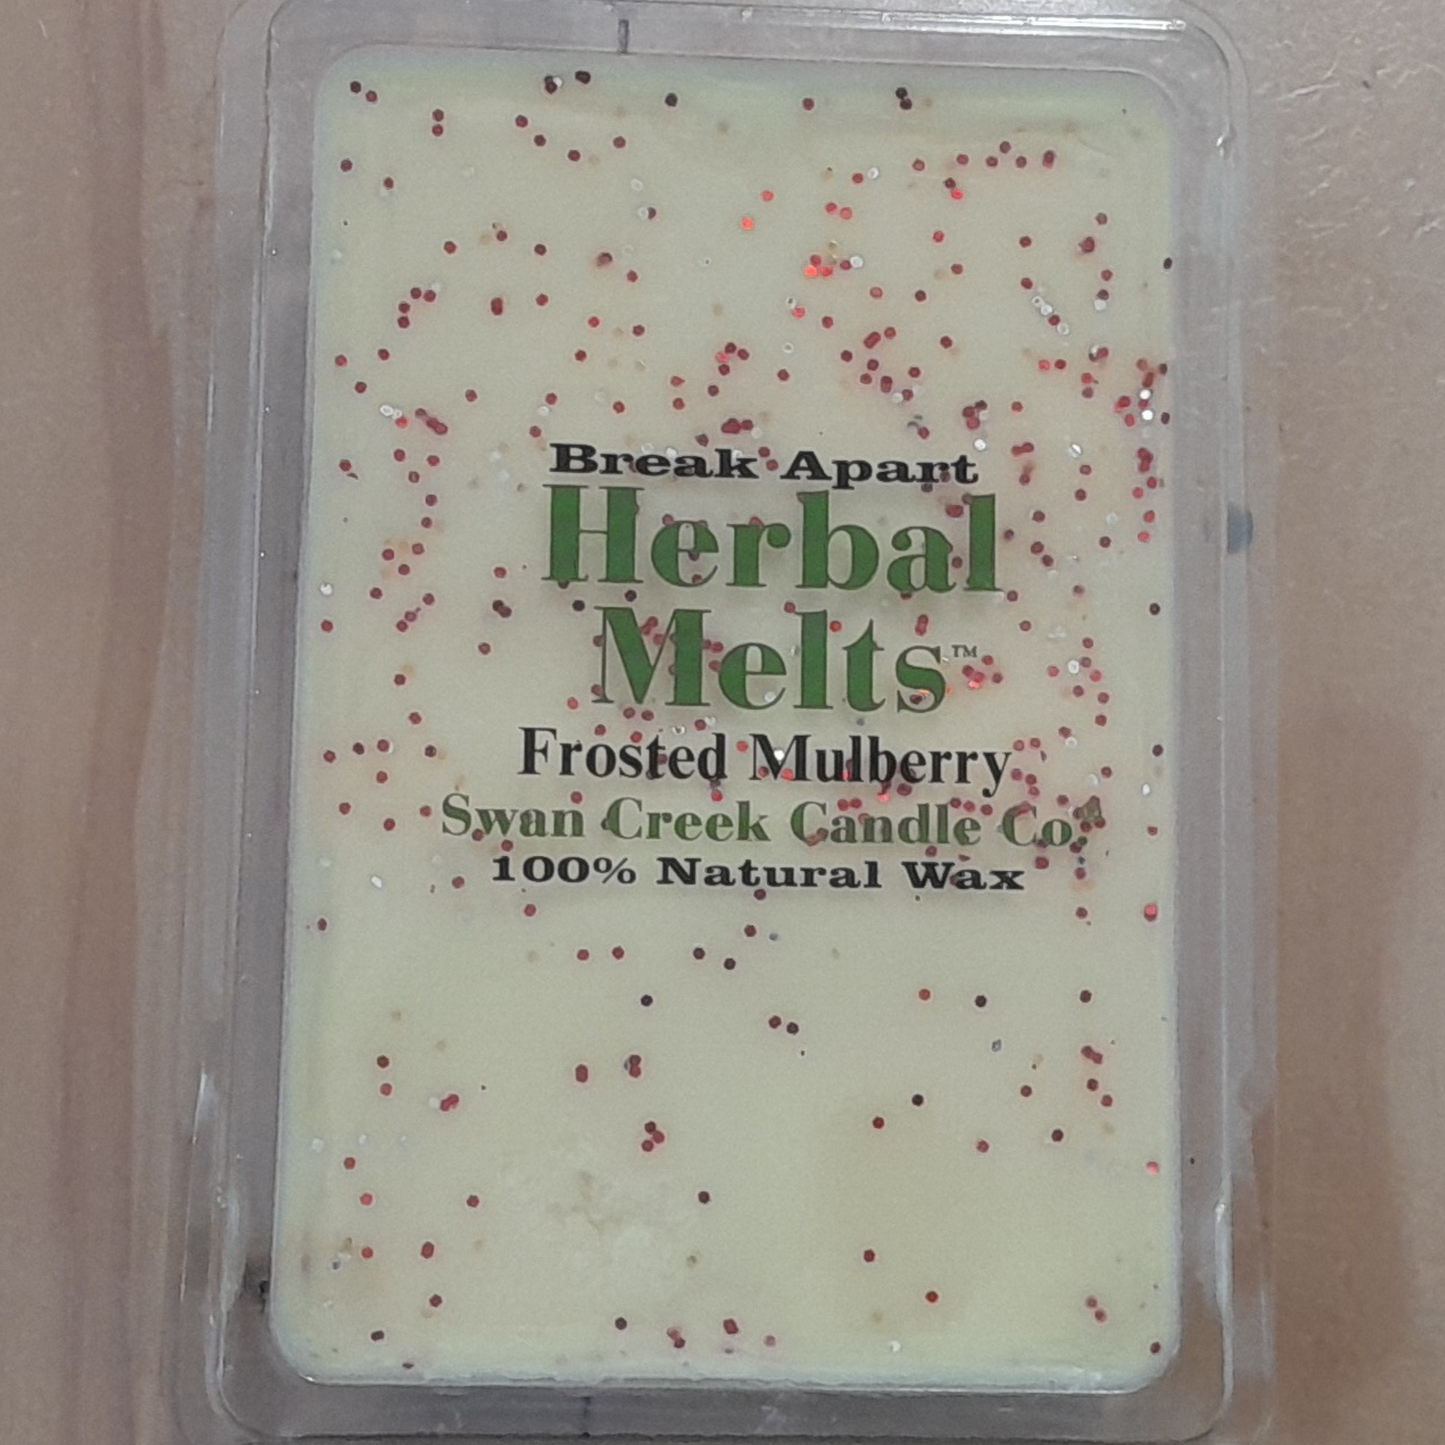 Break Apart
Herbal
Melts™
Frosted Mulberry
Swan Creek Candle Co.®
100% Natural Wax